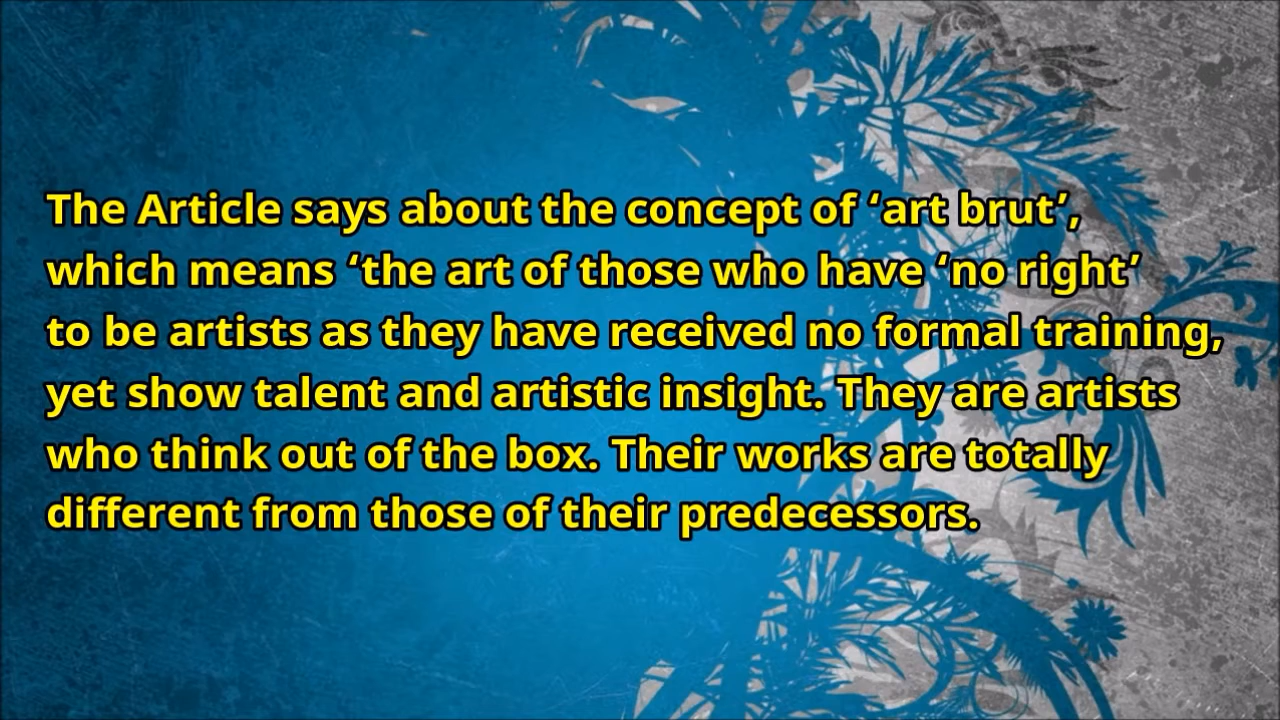 The Article says about the concept of ‘art brut’,
which means ‘the art of those who have ‘no right’
to be artists as they have received no formal training,
yet show talent and artistic insight. They are artists
who think out of the box. Their works are totally
different from those of their predecessors.